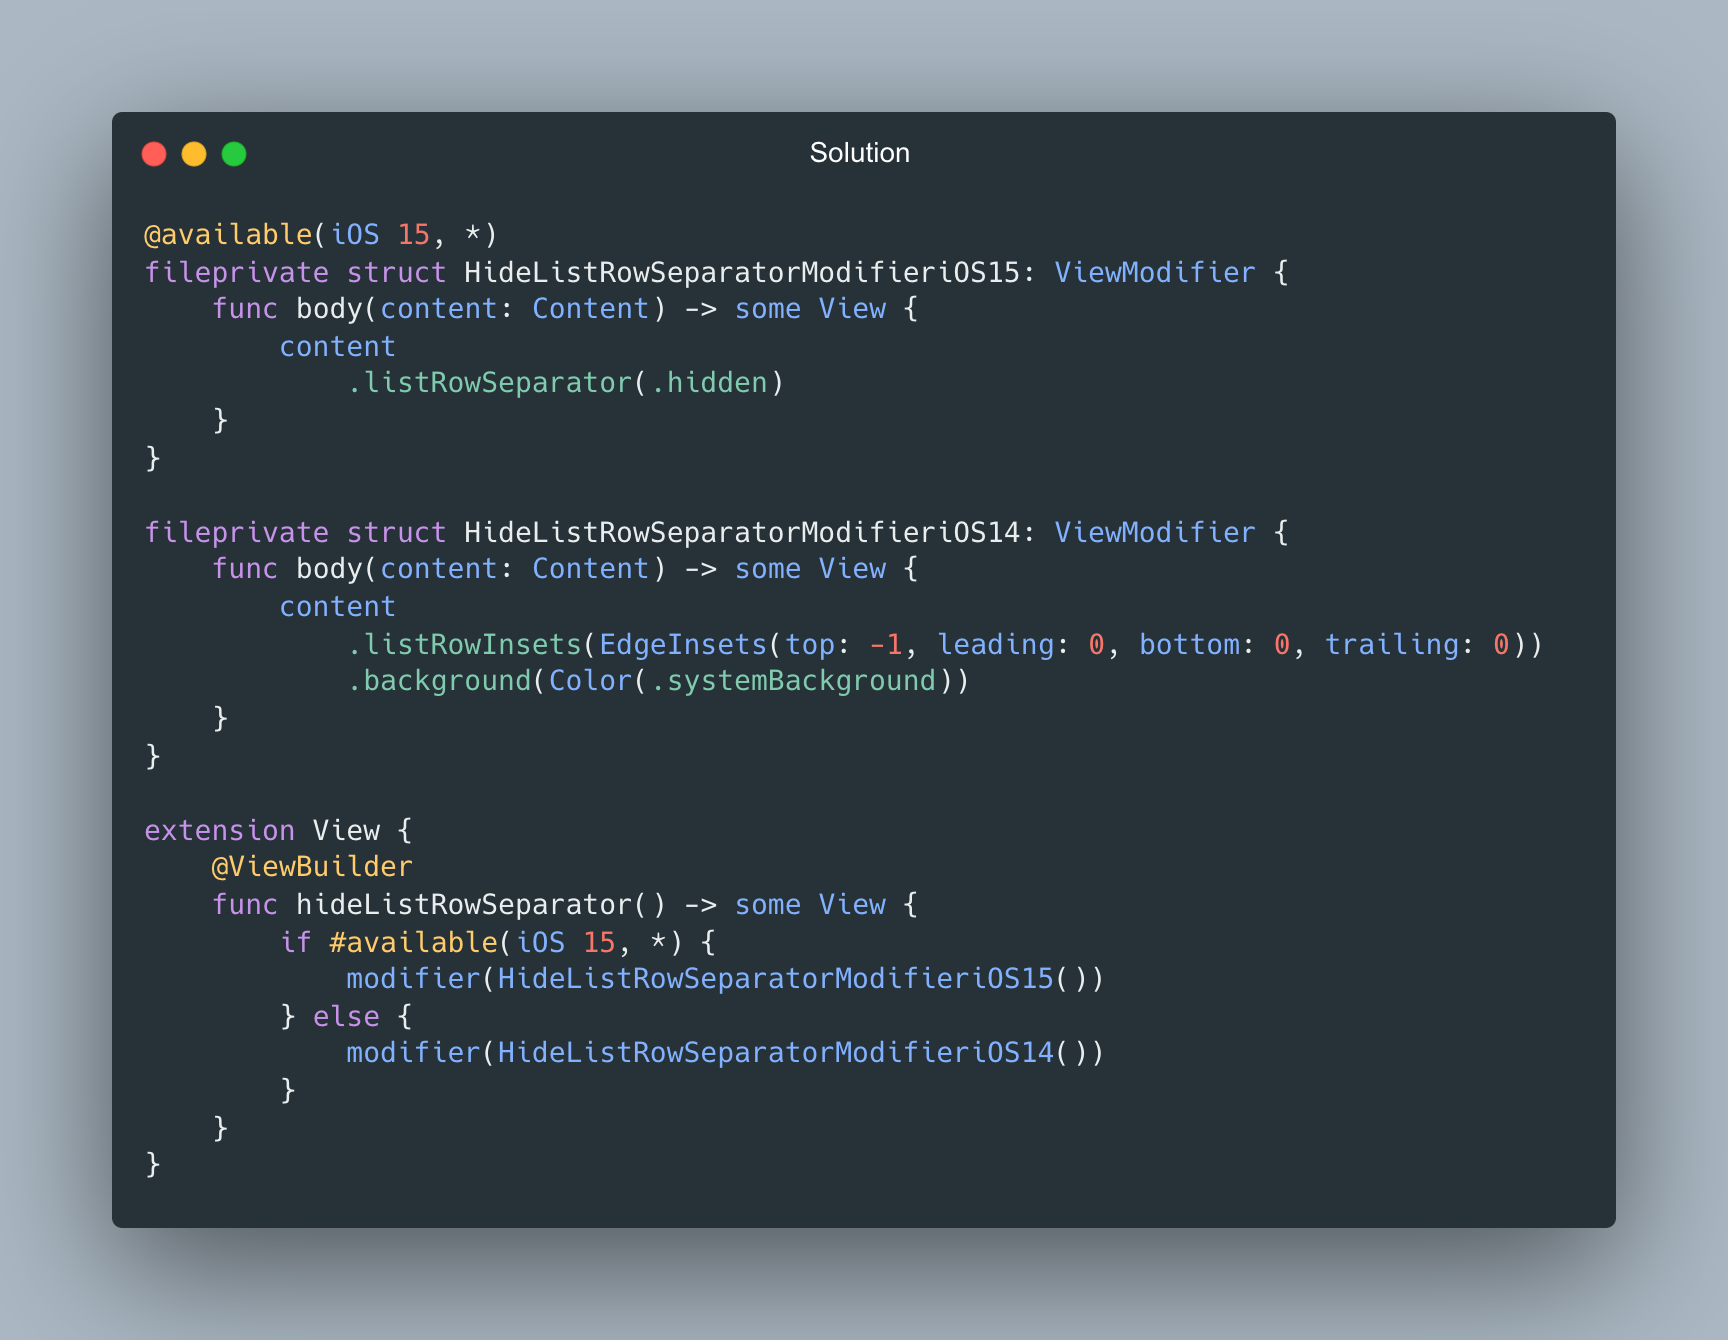 Solution
@available(iOS 15, *)
fileprivate struct HideListRowSeparatorModifieriOS15: ViewModifier {
    func body(content: Content) -> some View {
        content
            .listRowSeparator(.hidden)
    }
}

fileprivate struct HideListRowSeparatorModifieriOS14: ViewModifier {
    func body(content: Content) -> some View {
        content
            .listRowInsets(EdgeInsets(top: -1, leading: 0, bottom: 0, trailing: 0))
            .background(Color(.systemBackground))
    }
}

extension View {
    @ViewBuilder
    func hideListRowSeparator() -> some View {
        if #available(iOS 15, *) {
            modifier(HideListRowSeparatorModifieriOS15())
        } else {
            modifier(HideListRowSeparatorModifieriOS14())
        }
    }
}